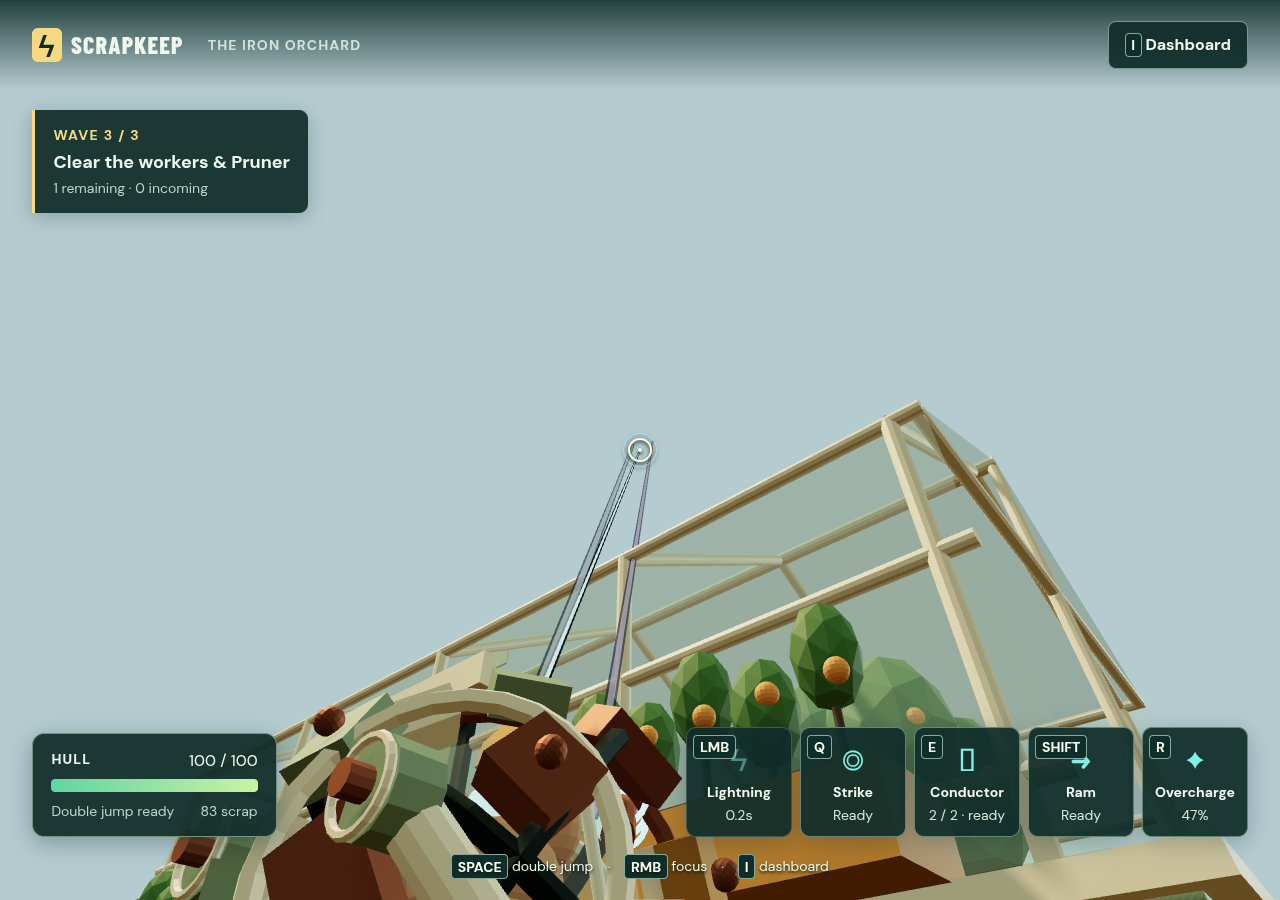 SCRAPKEEP THE IRON ORCHARD
I Dashboard
WAVE 3 / 3
Clear the workers & Pruner
1 remaining · 0 incoming
HULL 100 / 100
Double jump ready 83 scrap
LMB
Lightning
0.2s
Q
Strike
Ready
E
Conductor
2 / 2 · ready
SHIFT
Ram
Ready
R
Overcharge
47%
SPACE double jump · RMB focus · I dashboard